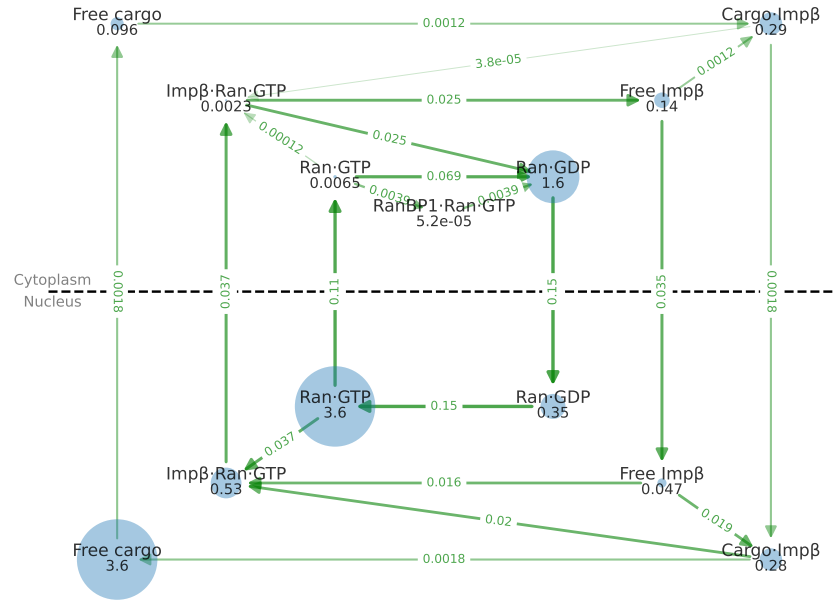 Free cargo
0.096
0.0012
Cargo·Impβ
0.29
3.8e-05
0.0012
Impβ·Ran·GTP
0.0023
0.025
Free Impβ
0.14
0.025
0.00012
Ran·GTP
0.0065
0.069
Ran·GDP
1.6
0.0039
0.0039
RanBP1·Ran·GTP
5.2e-05
Cytoplasm
Nucleus
0.0018
0.037
0.11
0.15
0.035
0.0018
Ran·GTP
3.6
0.15
Ran·GDP
0.35
0.037
Impβ·Ran·GTP
0.53
0.016
Free Impβ
0.047
0.02
0.019
Free cargo
3.6
0.0018
Cargo·Impβ
0.28